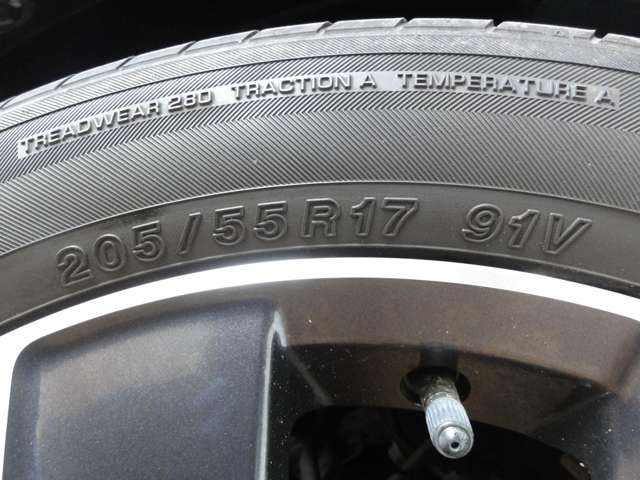 TREADWEAR 280 TRACTION A TEMPERATURE A
205/55R17 91V